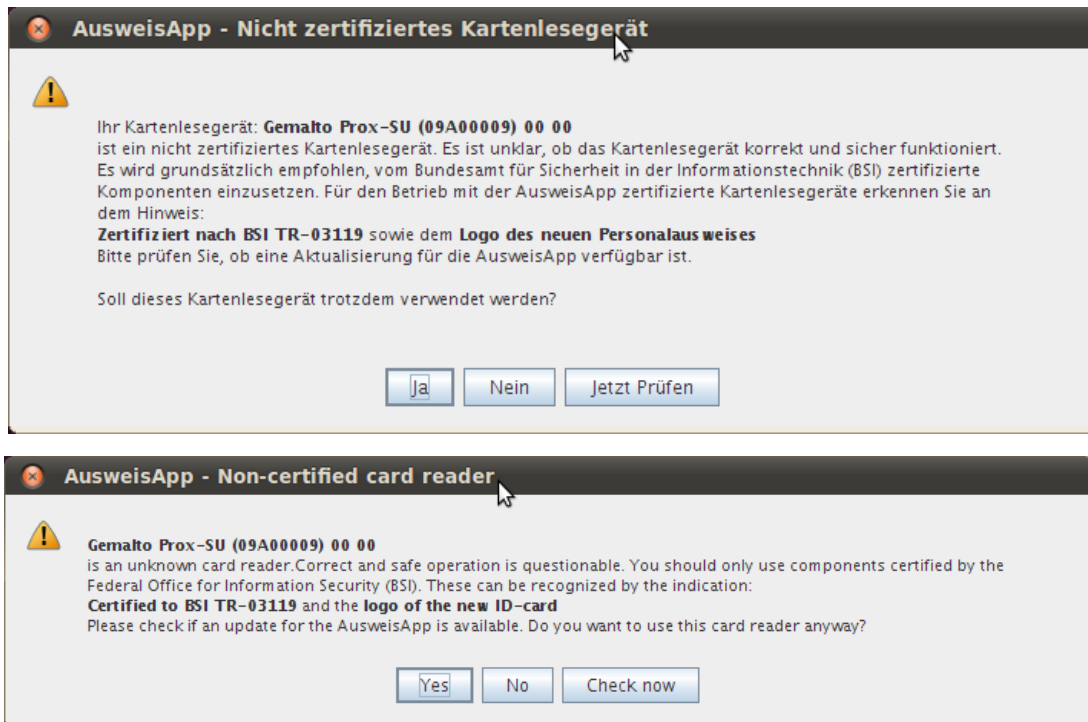 AusweisApp - Nicht zertifiziertes Kartenlesegerät
Ihr Kartenlesegerät: Gemalto Prox-SU (09A00009) 00 00
ist ein nicht zertifiziertes Kartenlesegerät. Es ist unklar, ob das Kartenlesegerät korrekt und sicher funktioniert.
Es wird grundsätzlich empfohlen, vom Bundesamt für Sicherheit in der Informationstechnik (BSI) zertifizierte
Komponenten einzusetzen. Für den Betrieb mit der AusweisApp zertifizierte Kartenlesegeräte erkennen Sie an
dem Hinweis:
Zertifiziert nach BSI TR-03119 sowie dem Logo des neuen Personalausweises
Bitte prüfen Sie, ob eine Aktualisierung für die AusweisApp verfügbar ist.
Soll dieses Kartenlesegerät trotzdem verwendet werden?
Ja Nein Jetzt Prüfen
AusweisApp - Non-certified card reader
Gemalto Prox-SU (09A00009) 00 00
is an unknown card reader.Correct and safe operation is questionable. You should only use components certified by the
Federal Office for Information Security (BSI). These can be recognized by the indication:
Certified to BSI TR-03119 and the logo of the new ID-card
Please check if an update for the AusweisApp is available. Do you want to use this card reader anyway?
Yes No Check now